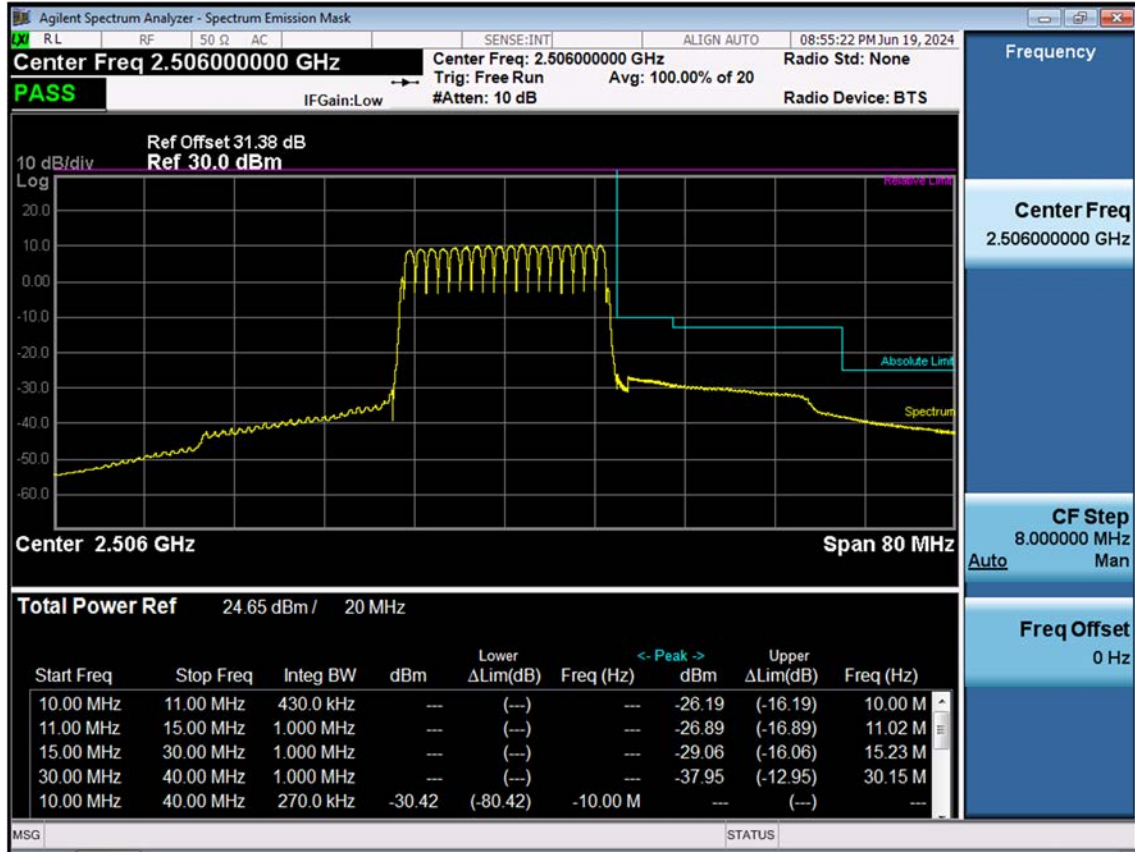 Agilent Spectrum Analyzer - Spectrum Emission Mask
LXI RL RF 50 Ω AC SENSE:INT ALIGN AUTO 08:55:22 PM Jun 19, 2024
Center Freq 2.506000000 GHz
Center Freq: 2.506000000 GHz
Radio Std: None
Trig: Free Run Avg: 100.00% of 20
PASS
IFGain:Low
#Atten: 10 dB
Radio Device: BTS
Ref Offset 31.38 dB
10 dB/div Ref 30.0 dBm
Log
Relative Limit
20.0
10.0
0.00
-10.0
-20.0
Absolute Limit
-30.0
Spectrum
-40.0
-50.0
-60.0
Center 2.506 GHz Span 80 MHz
Total Power Ref 24.65 dBm / 20 MHz
Lower <- Peak -> Upper
Start Freq Stop Freq Integ BW dBm ΔLim(dB) Freq (Hz) dBm ΔLim(dB) Freq (Hz)
10.00 MHz 11.00 MHz 430.0 kHz --- (---) --- -26.19 (-16.19) 10.00 M
11.00 MHz 15.00 MHz 1.000 MHz --- (---) --- -26.89 (-16.89) 11.02 M
15.00 MHz 30.00 MHz 1.000 MHz --- (---) --- -29.06 (-16.06) 15.23 M
30.00 MHz 40.00 MHz 1.000 MHz --- (---) --- -37.95 (-12.95) 30.15 M
10.00 MHz 40.00 MHz 270.0 kHz -30.42 (-80.42) -10.00 M --- (---) ---
MSG STATUS
Frequency
Center Freq
2.506000000 GHz
CF Step
8.000000 MHz
Auto Man
Freq Offset
0 Hz